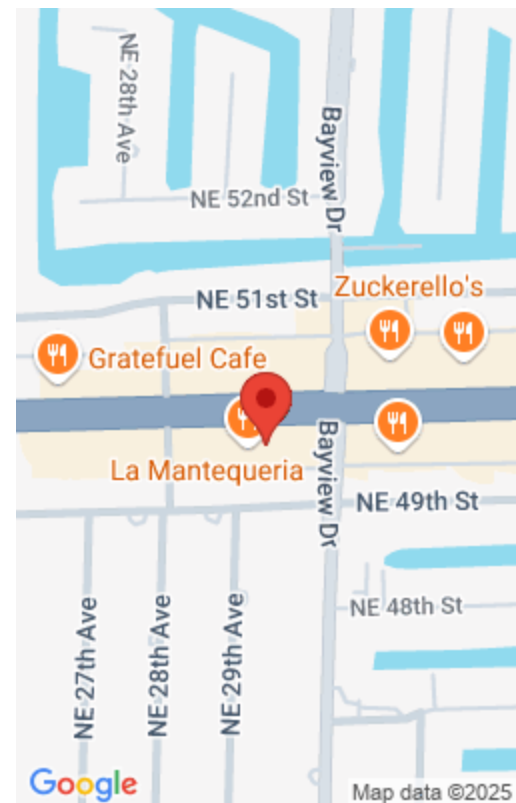 NE 28th Ave
Bayview Dr
NE 52nd St
Zuckerello's
NE 51st St
Gratefuel Cafe
La Mantequeria
Bayview Dr
NE 49th St
NE 48th St
NE 27th Ave
NE 28th Ave
NE 29th Ave
Google
Map data ©2025